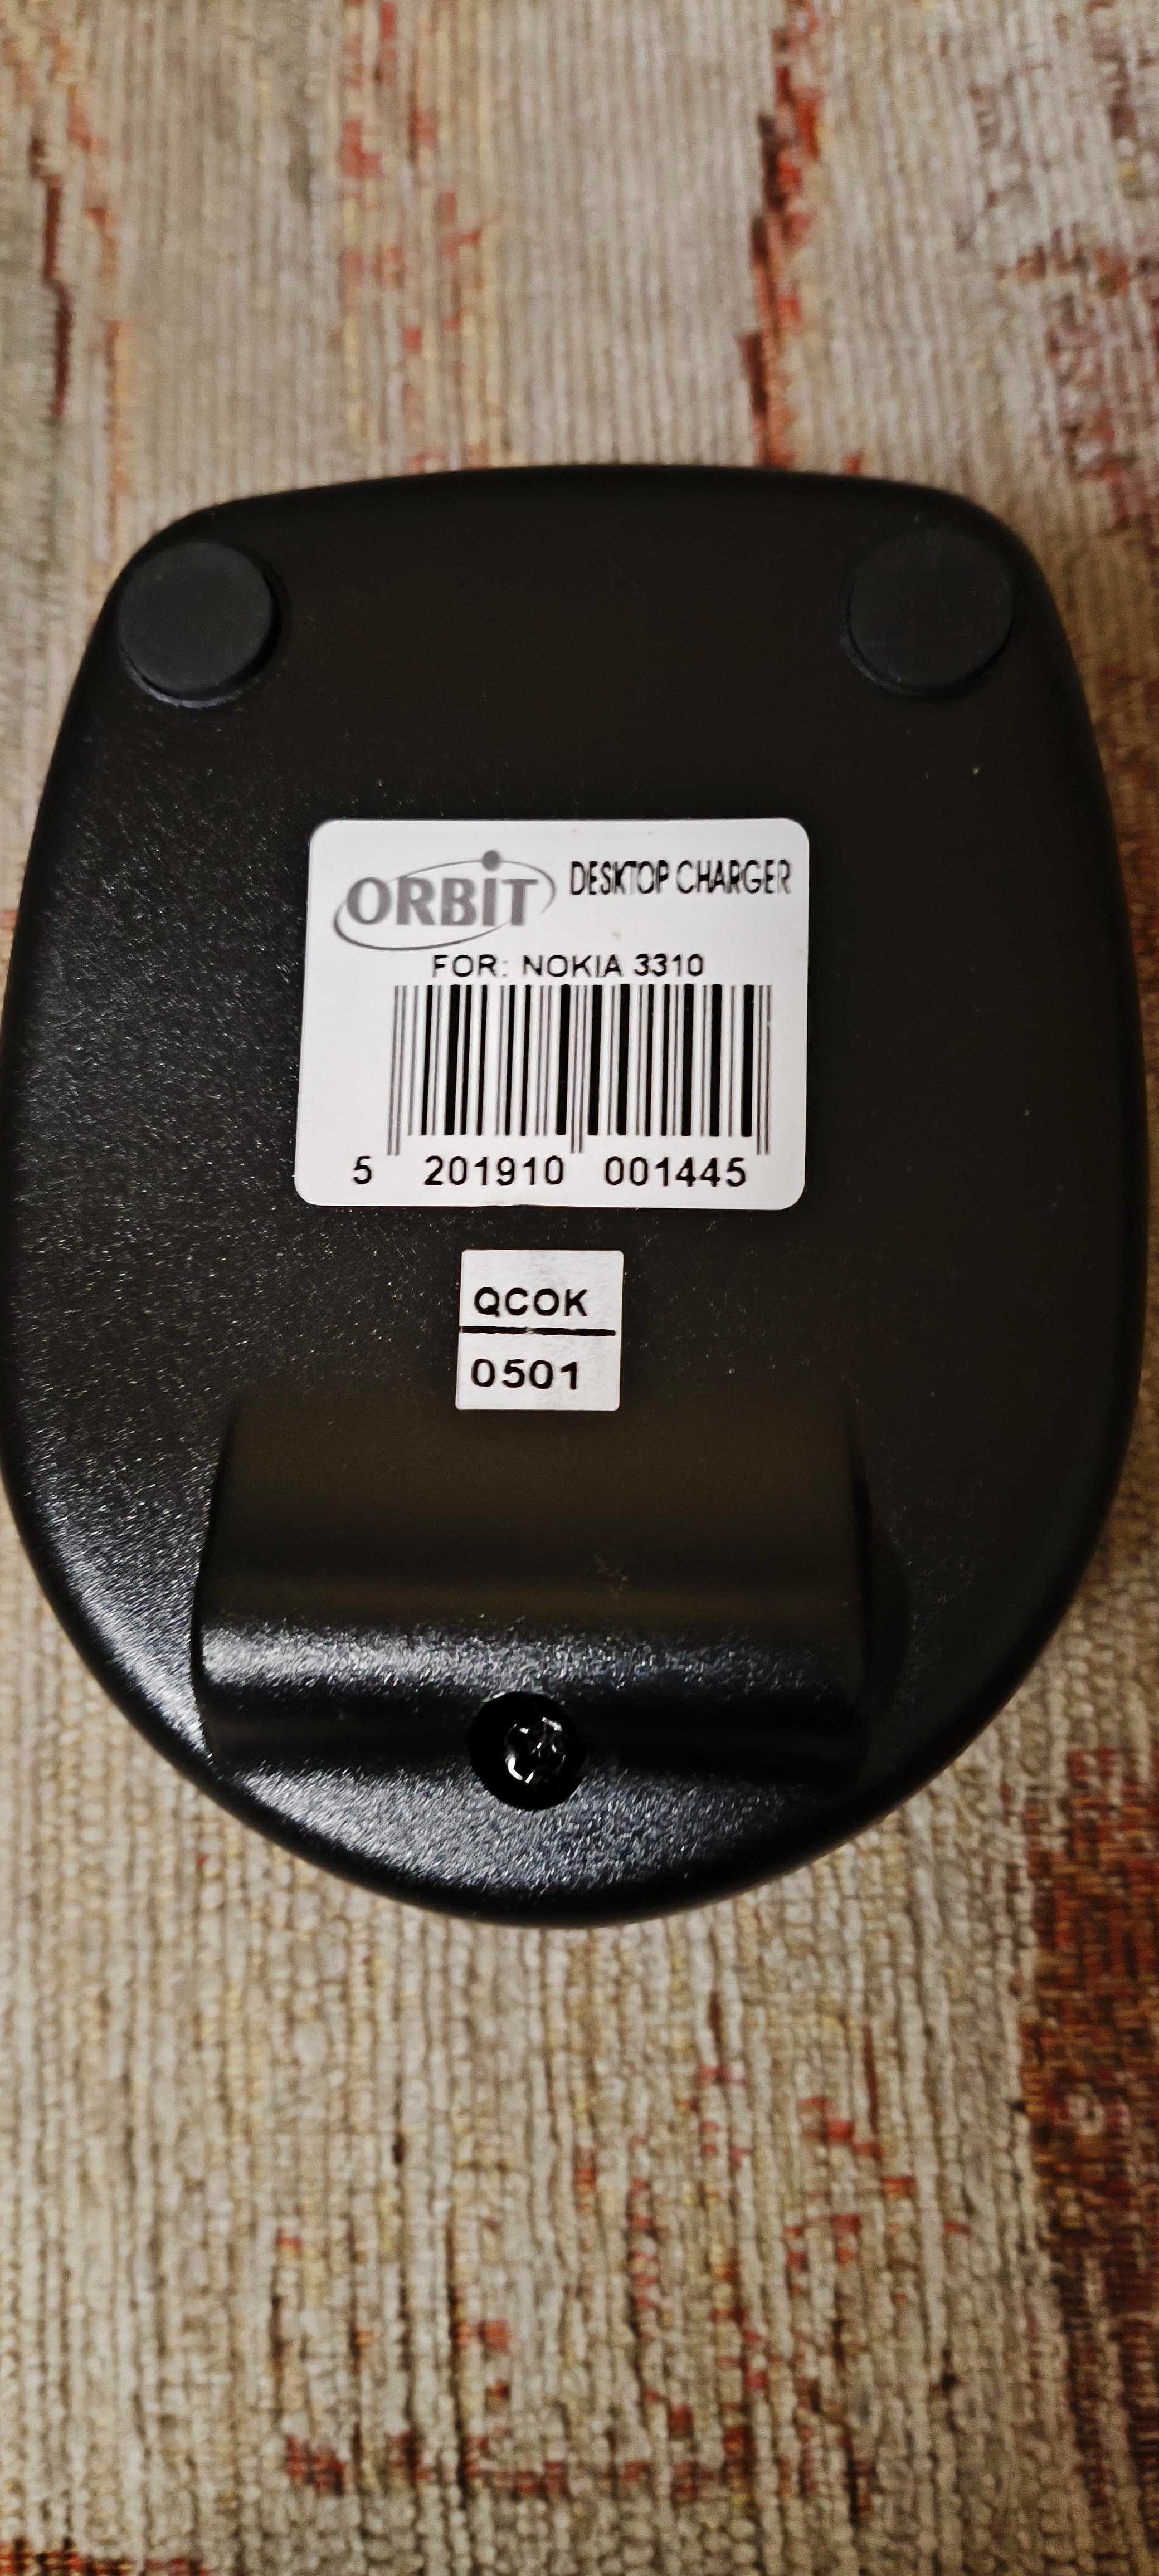 ORBIT DESKTOP CHARGER
FOR: NOKIA 3310
5 201910 001445
QCOK
0501